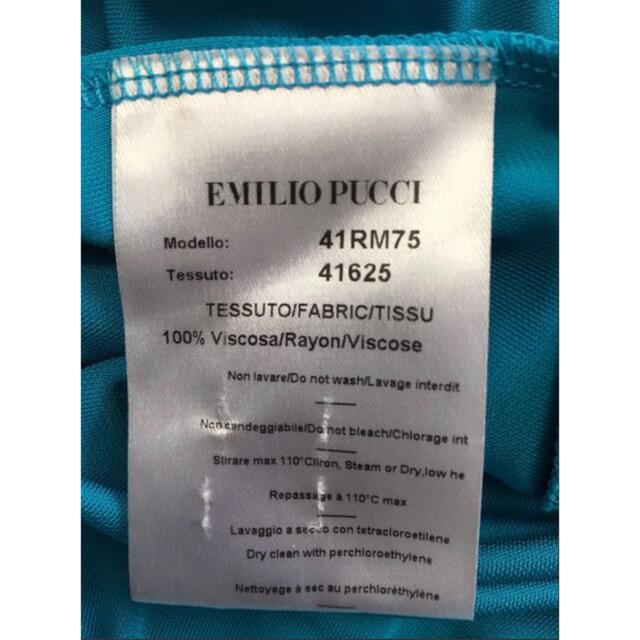 EMILIO PUCCI
Modello: 41RM75
Tessuto: 41625
TESSUTO/FABRIC/TISSU
100% Viscosa/Rayon/Viscose
Non lavare/Do not wash/Lavage interdit
Non candeggiabile/Do not bleach/Chlorage int
Stirare max 110°C/iron, Steam or Dry,low he
Repassage à 110°C max
Lavaggio a secco con tetracloroetilene
Dry clean with perchloroethylene
Nettoyage à sec au perchloréthylène